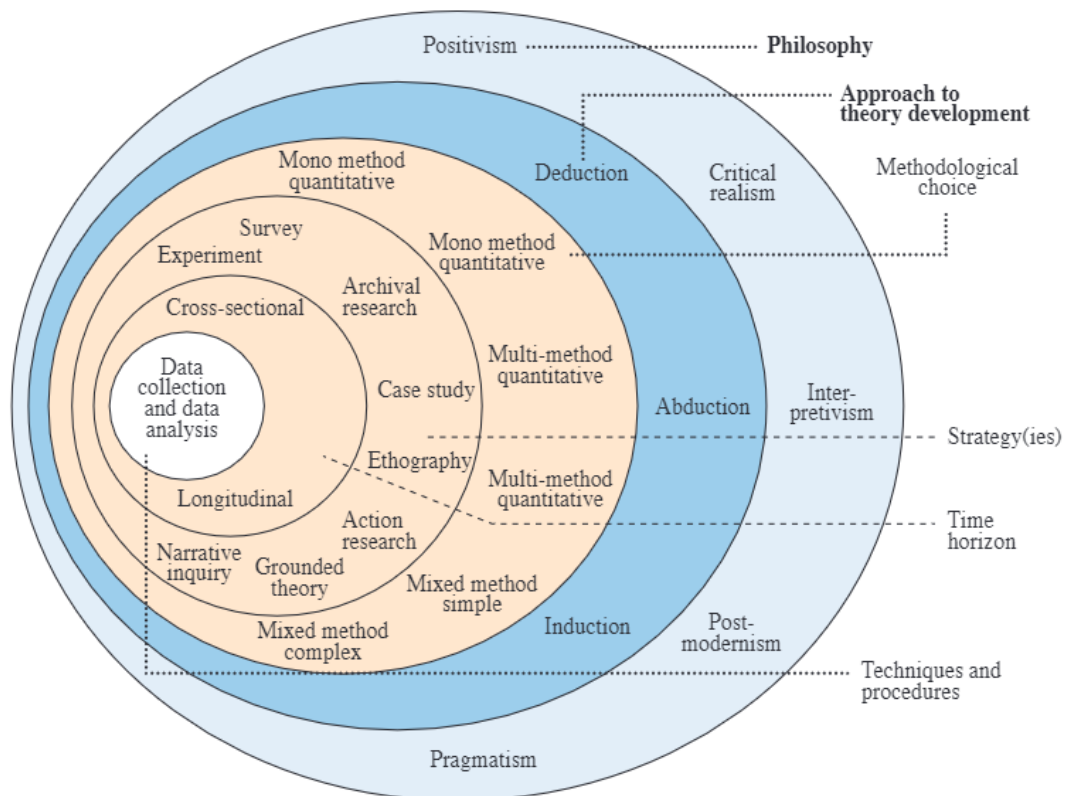 Positivism
Philosophy
Approach to
theory development
Mono method
quantitative
Deduction
Critical
realism
Methodological
choice
Survey
Experiment
Mono method
quantitative
Archival
research
Cross-sectional
Data
collection
and data
analysis
Multi-method
quantitative
Case study
Abduction
Inter-
pretivism
Strategy(ies)
Ethography
Multi-method
quantitative
Longitudinal
Action
research
Time
horizon
Narrative
inquiry
Grounded
theory
Mixed method
simple
Mixed method
complex
Induction
Post-
modernism
Techniques and
procedures
Pragmatism